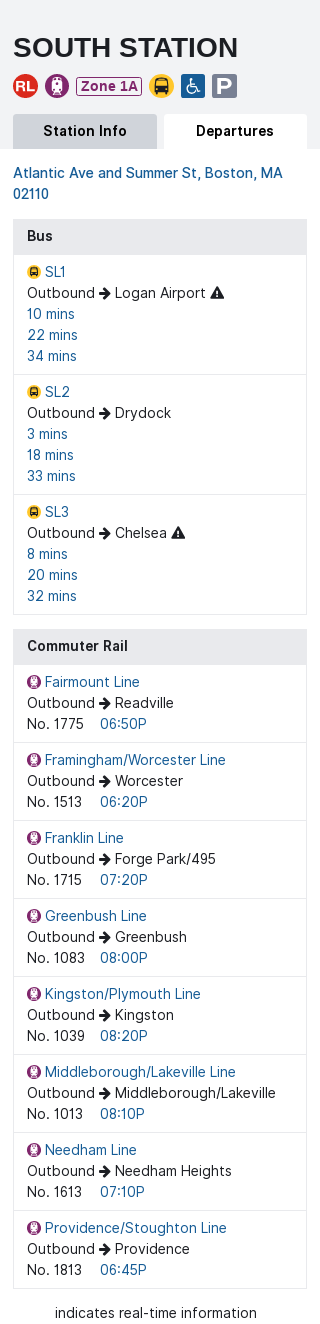 SOUTH STATION
RL Zone 1A P
Station Info Departures
Atlantic Ave and Summer St, Boston, MA
02110
Bus
SL1
Outbound → Logan Airport
10 mins
22 mins
34 mins
SL2
Outbound → Drydock
3 mins
18 mins
33 mins
SL3
Outbound → Chelsea
8 mins
20 mins
32 mins
Commuter Rail
Fairmount Line
Outbound → Readville
No. 1775 06:50P
Framingham/Worcester Line
Outbound → Worcester
No. 1513 06:20P
Franklin Line
Outbound → Forge Park/495
No. 1715 07:20P
Greenbush Line
Outbound → Greenbush
No. 1083 08:00P
Kingston/Plymouth Line
Outbound → Kingston
No. 1039 08:20P
Middleborough/Lakeville Line
Outbound → Middleborough/Lakeville
No. 1013 08:10P
Needham Line
Outbound → Needham Heights
No. 1613 07:10P
Providence/Stoughton Line
Outbound → Providence
No. 1813 06:45P
indicates real-time information